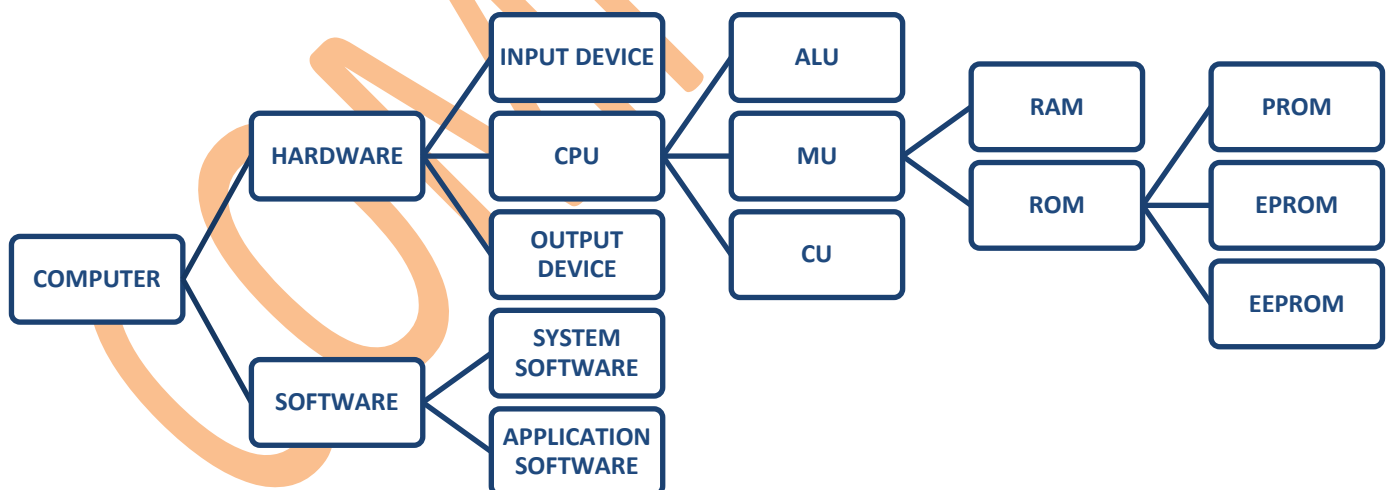 INPUT DEVICE
ALU
RAM
PROM
HARDWARE
CPU
MU
ROM
EPROM
OUTPUT
DEVICE
CU
COMPUTER
EEPROM
SYSTEM
SOFTWARE
SOFTWARE
APPLICATION
SOFTWARE